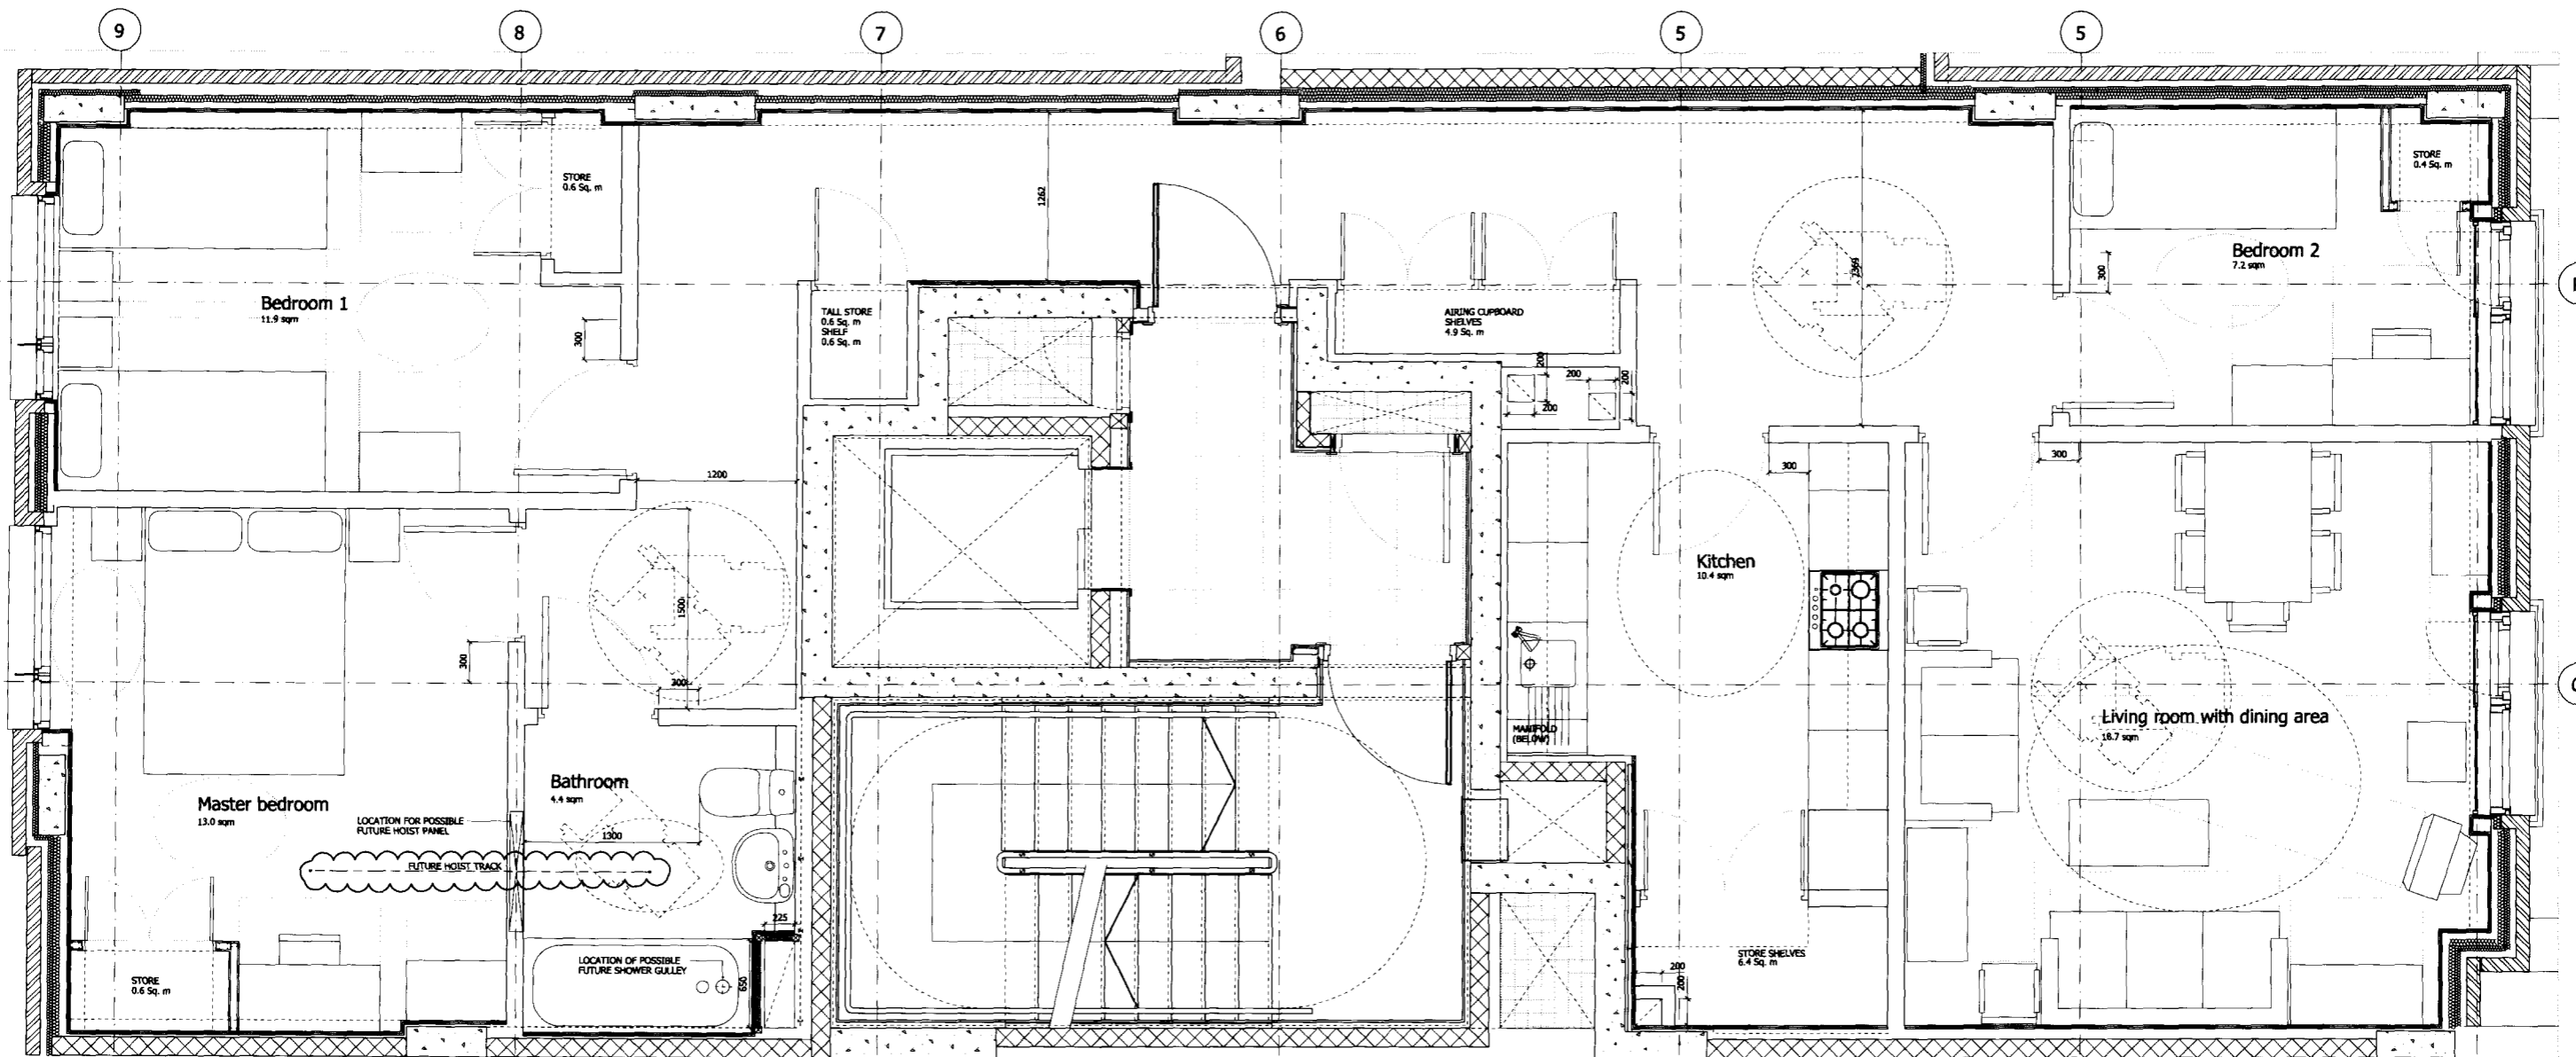 9
8
7
6
5
5
STORE
0.6 Sq. m
1262
STORE
0.4 Sq. m
Bedroom 2
7.2 sqm
300
Bedroom 1
11.9 sqm
300
TALL STORE
0.6 Sq. m
SHELF
0.6 Sq. m
AIRING CUPBOARD
SHELVES
4.9 Sq. m
200
200
200
200
1200
300
300
Kitchen
10.4 sqm
1500
300
300
MANIFOLD
(BELOW)
Living room with dining area
18.7 sqm
Bathroom
4.4 sqm
Master bedroom
13.0 sqm
LOCATION FOR POSSIBLE
FUTURE HOIST PANEL
1300
FUTURE HOIST TRACK
225
LOCATION OF POSSIBLE
FUTURE SHOWER GULLEY
650
STORE
0.6 Sq. m
STORE SHELVES
6.4 Sq. m
200
200